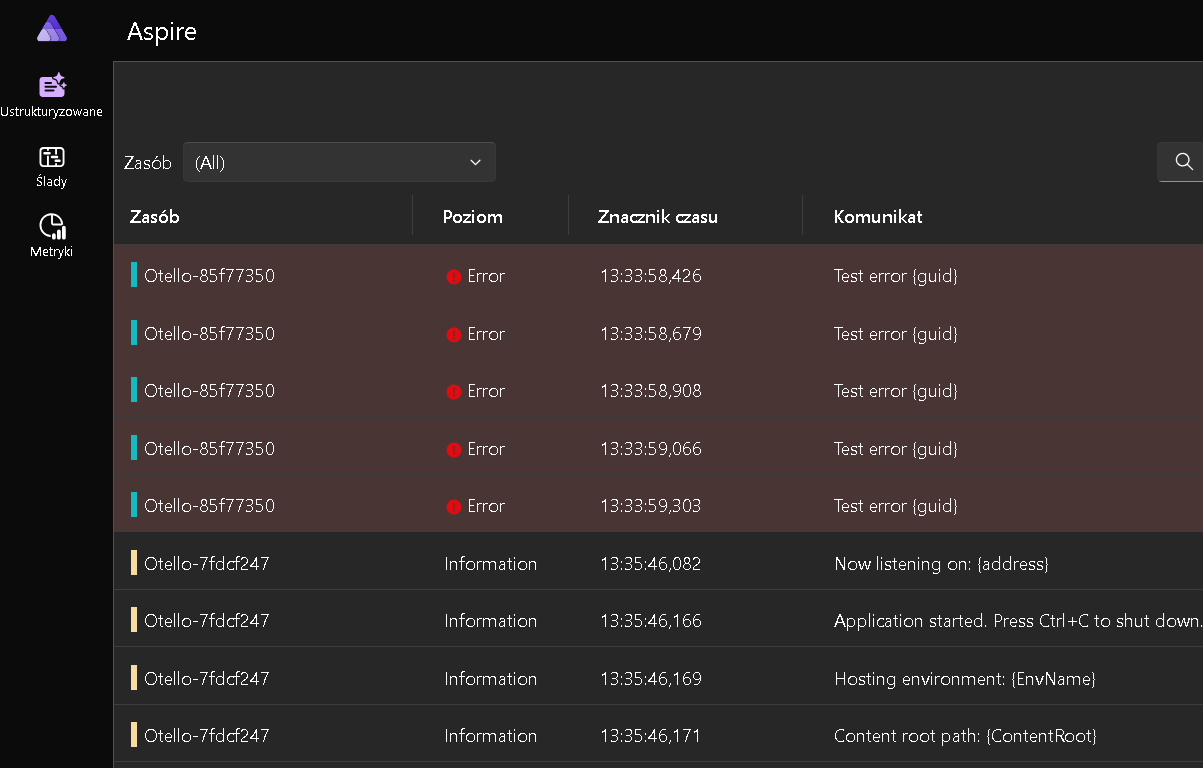 Aspire
Ustrukturyzowane
Ślady
Metryki
Zasób (All)
Zasób Poziom Znacznik czasu Komunikat
Otello-85f77350 Error 13:33:58,426 Test error {guid}
Otello-85f77350 Error 13:33:58,679 Test error {guid}
Otello-85f77350 Error 13:33:58,908 Test error {guid}
Otello-85f77350 Error 13:33:59,066 Test error {guid}
Otello-85f77350 Error 13:33:59,303 Test error {guid}
Otello-7fdcf247 Information 13:35:46,082 Now listening on: {address}
Otello-7fdcf247 Information 13:35:46,166 Application started. Press Ctrl+C to shut down.
Otello-7fdcf247 Information 13:35:46,169 Hosting environment: {EnvName}
Otello-7fdcf247 Information 13:35:46,171 Content root path: {ContentRoot}